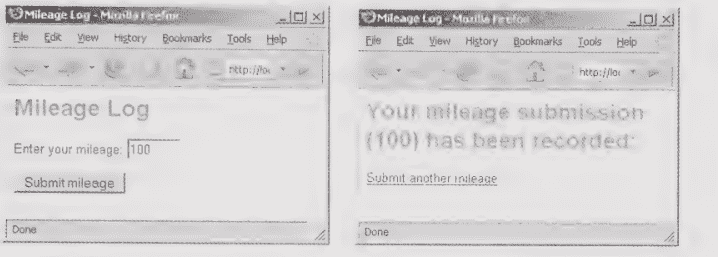 Mileage Log - Mozilla Firefox
File Edit View History Bookmarks Tools Help
http://loc
Mileage Log
Enter your mileage: 100
Submit mileage
Done
Mileage Log - Mozilla Firefox
File Edit View History Bookmarks Tools Help
http://loc
Your mileage submission
(100) has been recorded:
Submit another mileage
Done